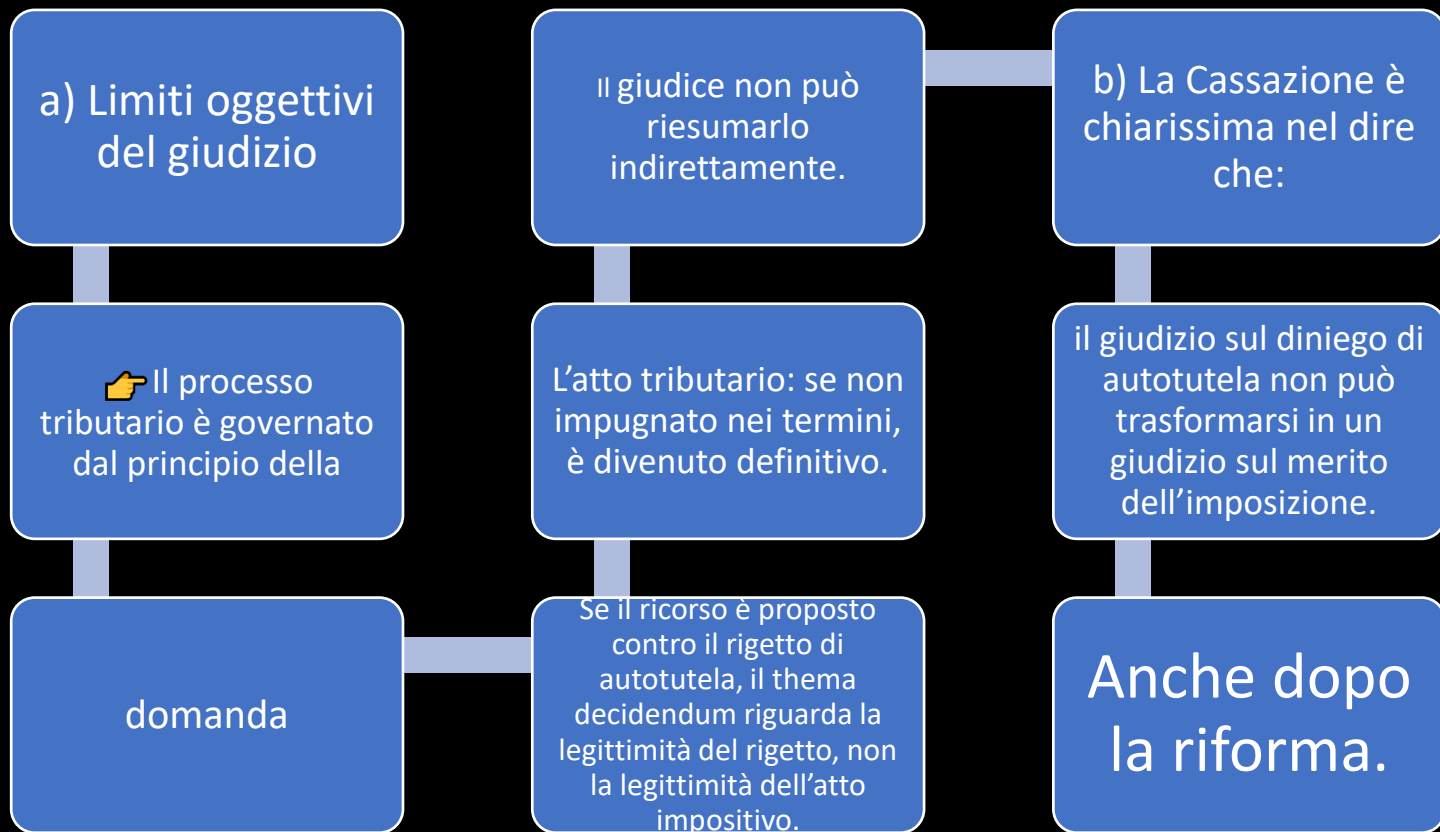 a) Limiti oggettivi
del giudizio
👉Il processo
tributario è governato
dal principio della
domanda
Se il ricorso è proposto
contro il rigetto di
autotutela, il thema
decidendum riguarda la
legittimità del rigetto, non
la legittimità dell’atto
impositivo.
L’atto tributario: se non
impugnato nei termini,
è divenuto definitivo.
Il giudice non può
riesumarlo
indirettamente.
b) La Cassazione è
chiarissima nel dire
che:
il giudizio sul diniego di
autotutela non può
trasformarsi in un
giudizio sul merito
dell’imposizione.
Anche dopo
la riforma.